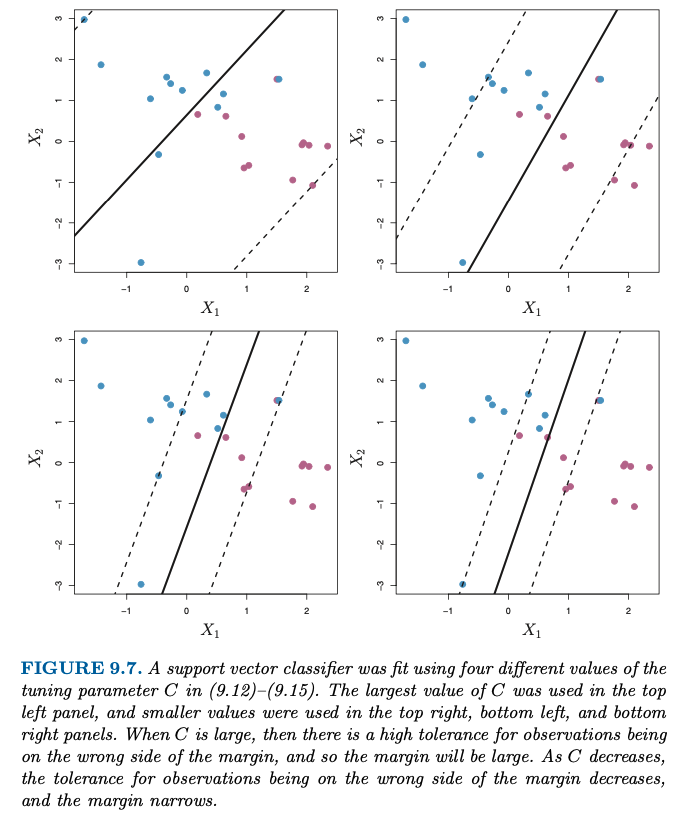 3
2
1
0
−1
−2
−3
X2
−1 0 1 2
X1
3
2
1
0
−1
−2
−3
X2
−1 0 1 2
X1
3
2
1
0
−1
−2
−3
X2
−1 0 1 2
X1
3
2
1
0
−1
−2
−3
X2
−1 0 1 2
X1
FIGURE 9.7. A support vector classifier was fit using four different values of the
tuning parameter C in (9.12)–(9.15). The largest value of C was used in the top
left panel, and smaller values were used in the top right, bottom left, and bottom
right panels. When C is large, then there is a high tolerance for observations being
on the wrong side of the margin, and so the margin will be large. As C decreases,
the tolerance for observations being on the wrong side of the margin decreases,
and the margin narrows.